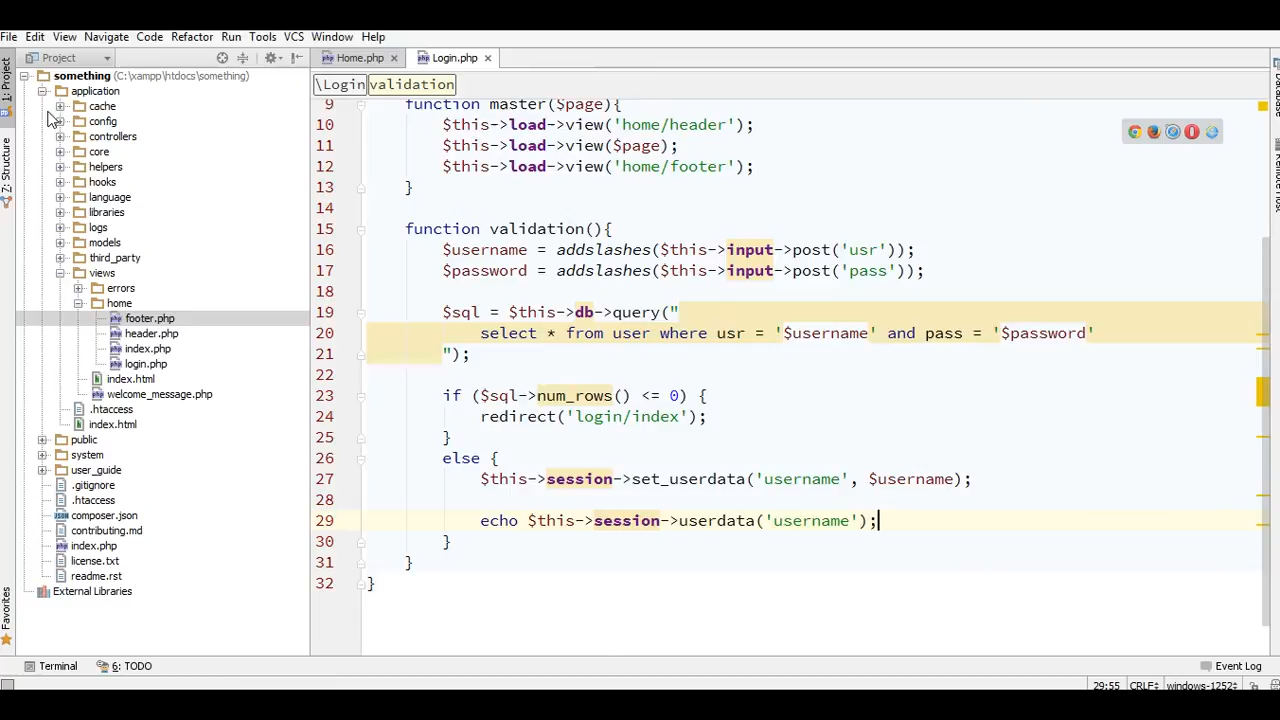 File Edit View Navigate Code Refactor Run Tools VCS Window Help
Project
Home.php
Login.php
1: Project
7: Structure
Favorites
Database
something (C:\xampp\htdocs\something)
application
cache
config
controllers
core
helpers
hooks
language
libraries
logs
models
third_party
views
errors
home
footer.php
header.php
index.php
login.php
index.html
welcome_message.php
.htaccess
index.html
public
system
user_guide
.gitignore
.htaccess
composer.json
contributing.md
index.php
license.txt
readme.rst
External Libraries
\Login validation
9 function master($page){
10 $this->load->view('home/header');
11 $this->load->view($page);
12 $this->load->view('home/footer');
13 }
14
15 function validation(){
16 $username = addslashes($this->input->post('usr'));
17 $password = addslashes($this->input->post('pass'));
18
19 $sql = $this->db->query("
20 select * from user where usr = '$username' and pass = '$password'
21 ");
22
23 if ($sql->num_rows() <= 0) {
24 redirect('login/index');
25 }
26 else {
27 $this->session->set_userdata('username', $username);
28
29 echo $this->session->userdata('username');
30 }
31 }
32 }
Terminal
6: TODO
Event Log
29:55 CRLF windows-1252